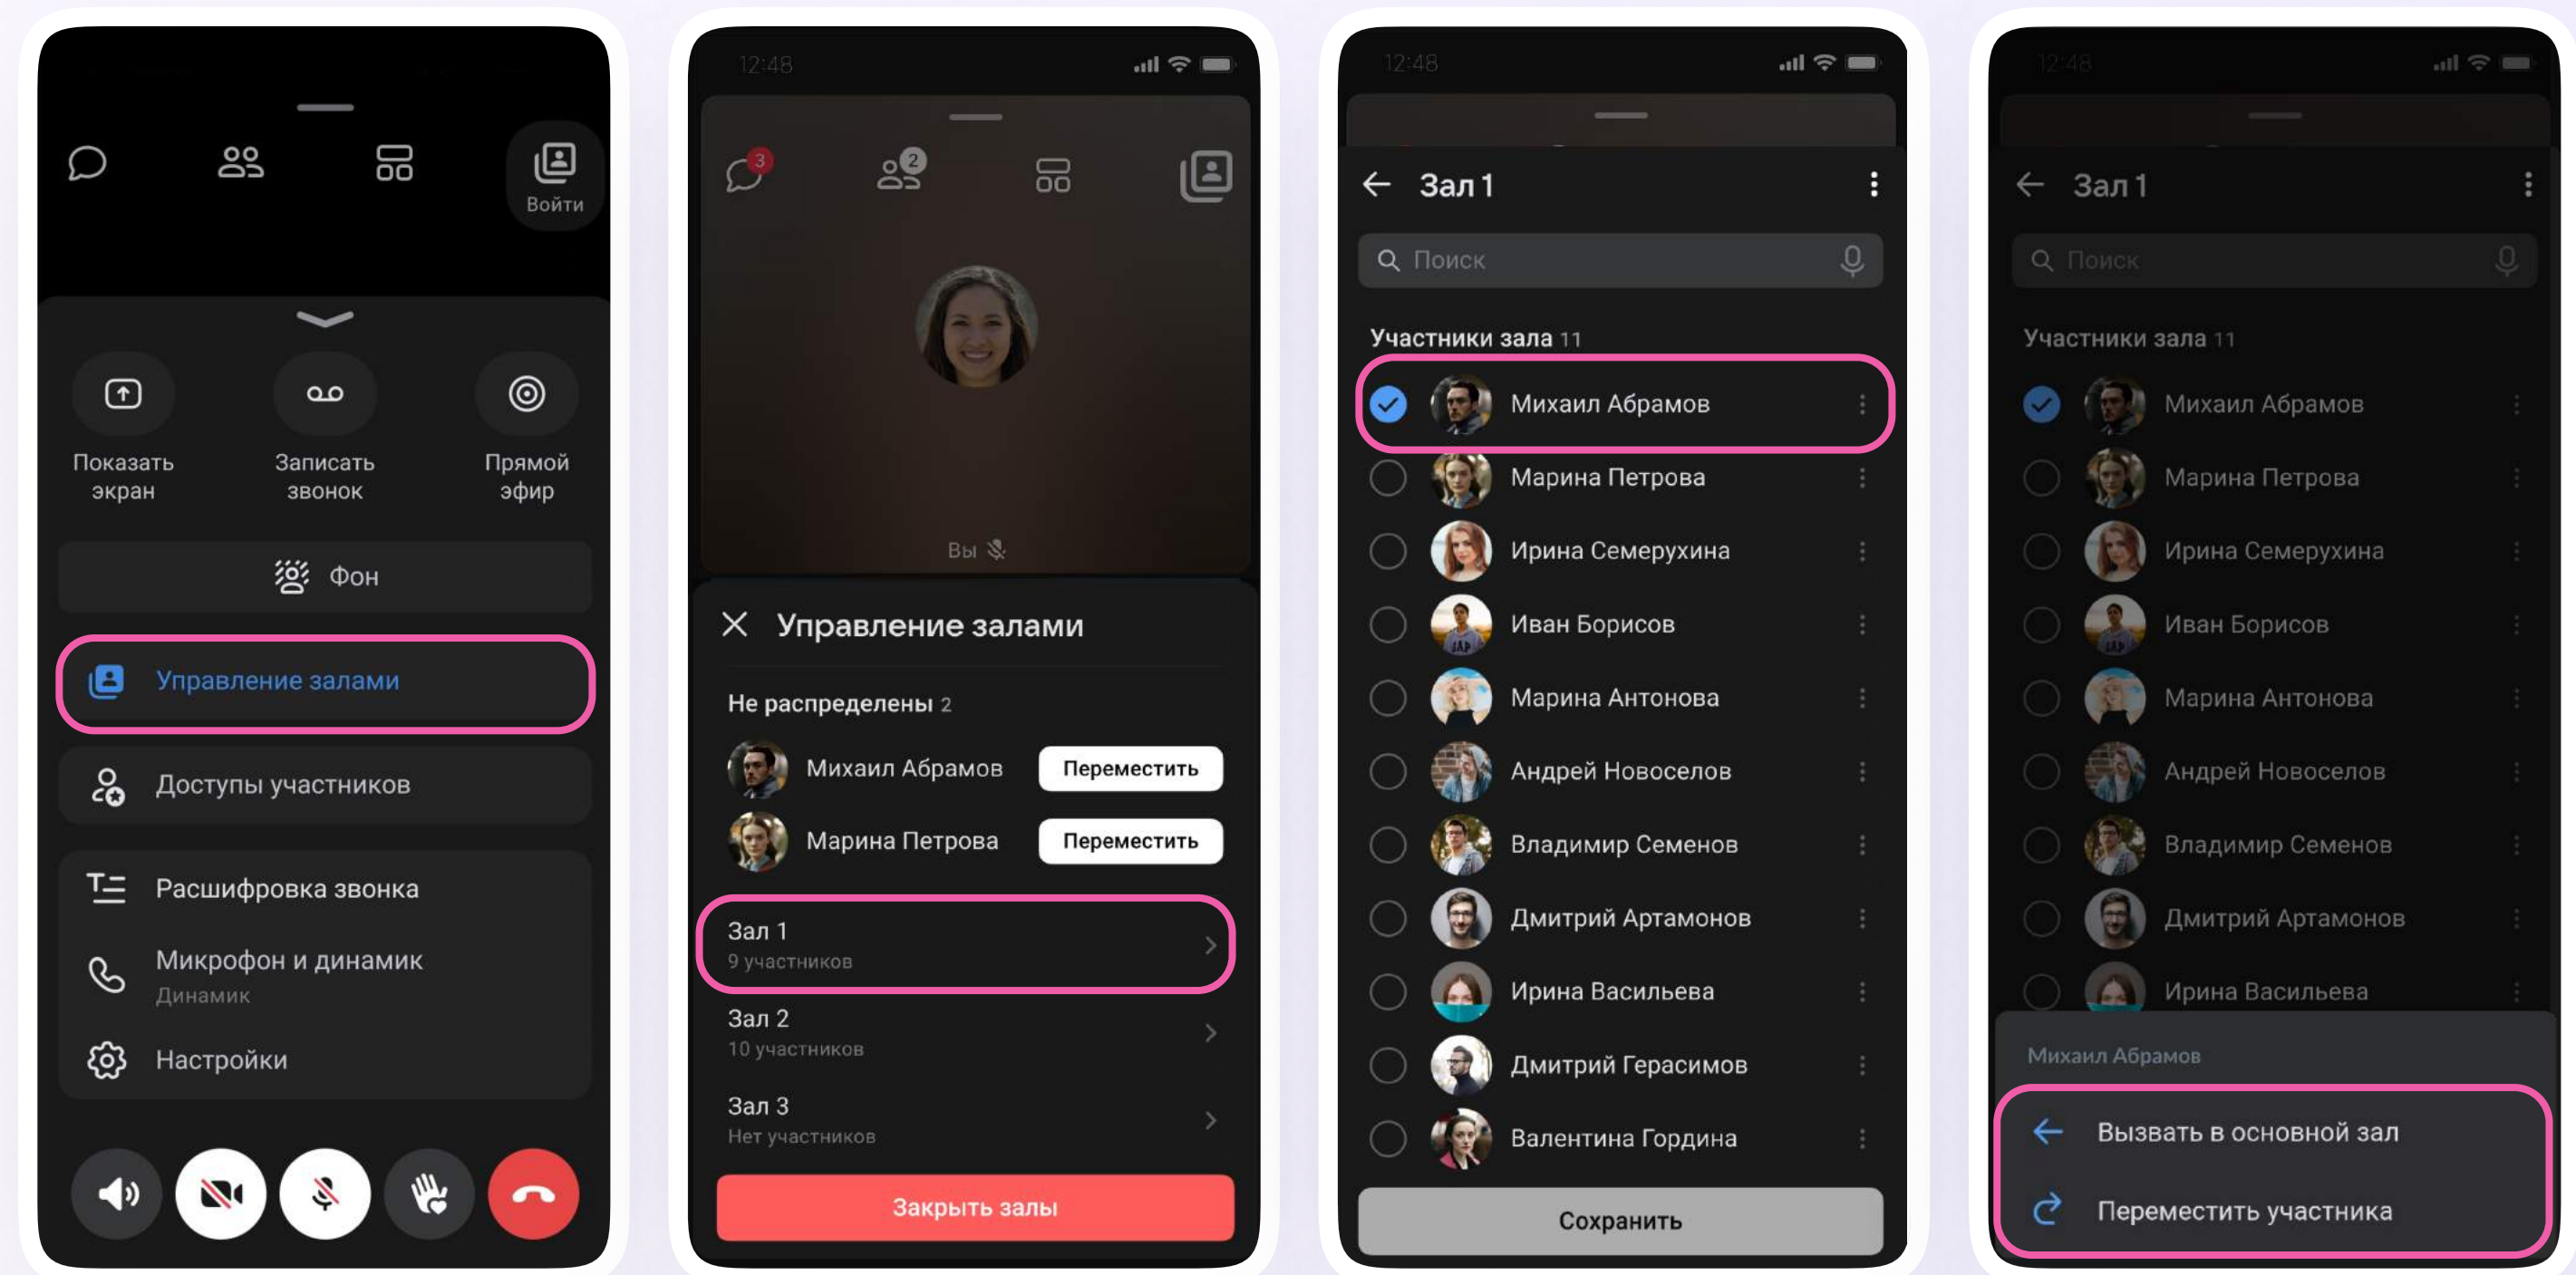 Войти
Показать
экран
Записать
звонок
Прямой
эфир
Фон
Управление залами
Доступы участников
Расшифровка звонка
Микрофон и динамик
Динамик
Настройки
12:48
3
2
Вы
Управление залами
Не распределены 2
Михаил Абрамов Переместить
Марина Петрова Переместить
Зал 1
9 участников
Зал 2
10 участников
Зал 3
Нет участников
Закрыть залы
12:48
Зал 1
Поиск
Участники зала 11
Михаил Абрамов
Марина Петрова
Ирина Семерухина
Иван Борисов
Марина Антонова
Андрей Новоселов
Владимир Семенов
Дмитрий Артамонов
Ирина Васильева
Дмитрий Герасимов
Валентина Гордина
Сохранить
12:48
Зал 1
Поиск
Участники зала 11
Михаил Абрамов
Марина Петрова
Ирина Семерухина
Иван Борисов
Марина Антонова
Андрей Новоселов
Владимир Семенов
Дмитрий Артамонов
Ирина Васильева
Михаил Абрамов
Вызвать в основной зал
Переместить участника